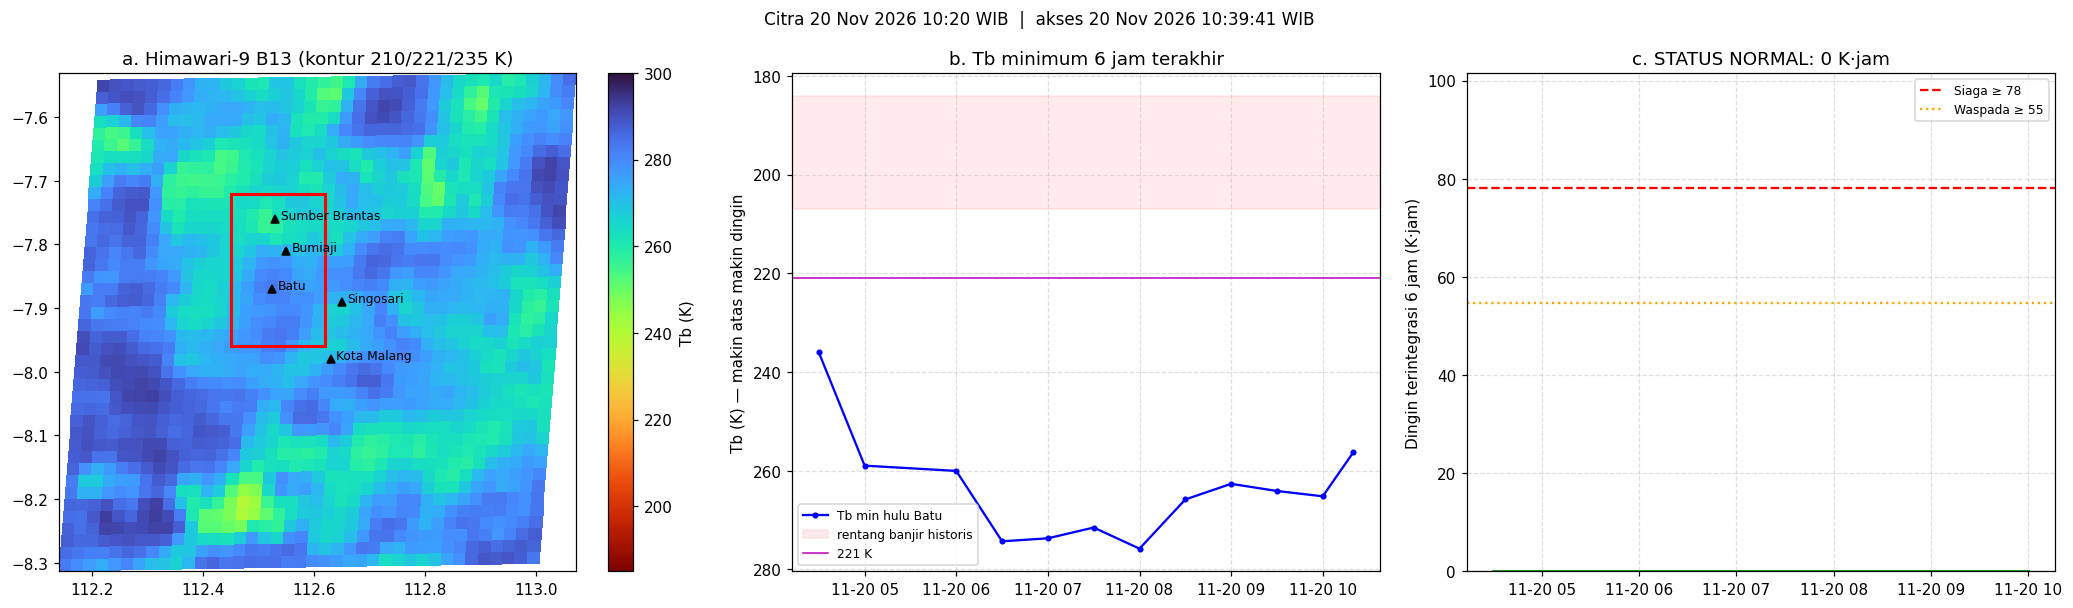 Citra 20 Nov 2026 10:20 WIB | akses 20 Nov 2026 10:39:41 WIB
a. Himawari-9 B13 (kontur 210/221/235 K)
−7.6
−7.7
−7.8
−7.9
−8.0
−8.1
−8.2
−8.3
112.2
112.4
112.6
112.8
113.0
Sumber Brantas
Bumiaji
Batu
Singosari
Kota Malang
300
280
260
240
220
200
Tb (K)
b. Tb minimum 6 jam terakhir
Tb (K) — makin atas makin dingin
180
200
220
240
260
280
Tb min hulu Batu
rentang banjir historis
221 K
11-20 05
11-20 06
11-20 07
11-20 08
11-20 09
11-20 10
c. STATUS NORMAL: 0 K·jam
Dingin terintegrasi 6 jam (K·jam)
100
80
60
40
20
0
Siaga ≥ 78
Waspada ≥ 55
11-20 05
11-20 06
11-20 07
11-20 08
11-20 09
11-20 10